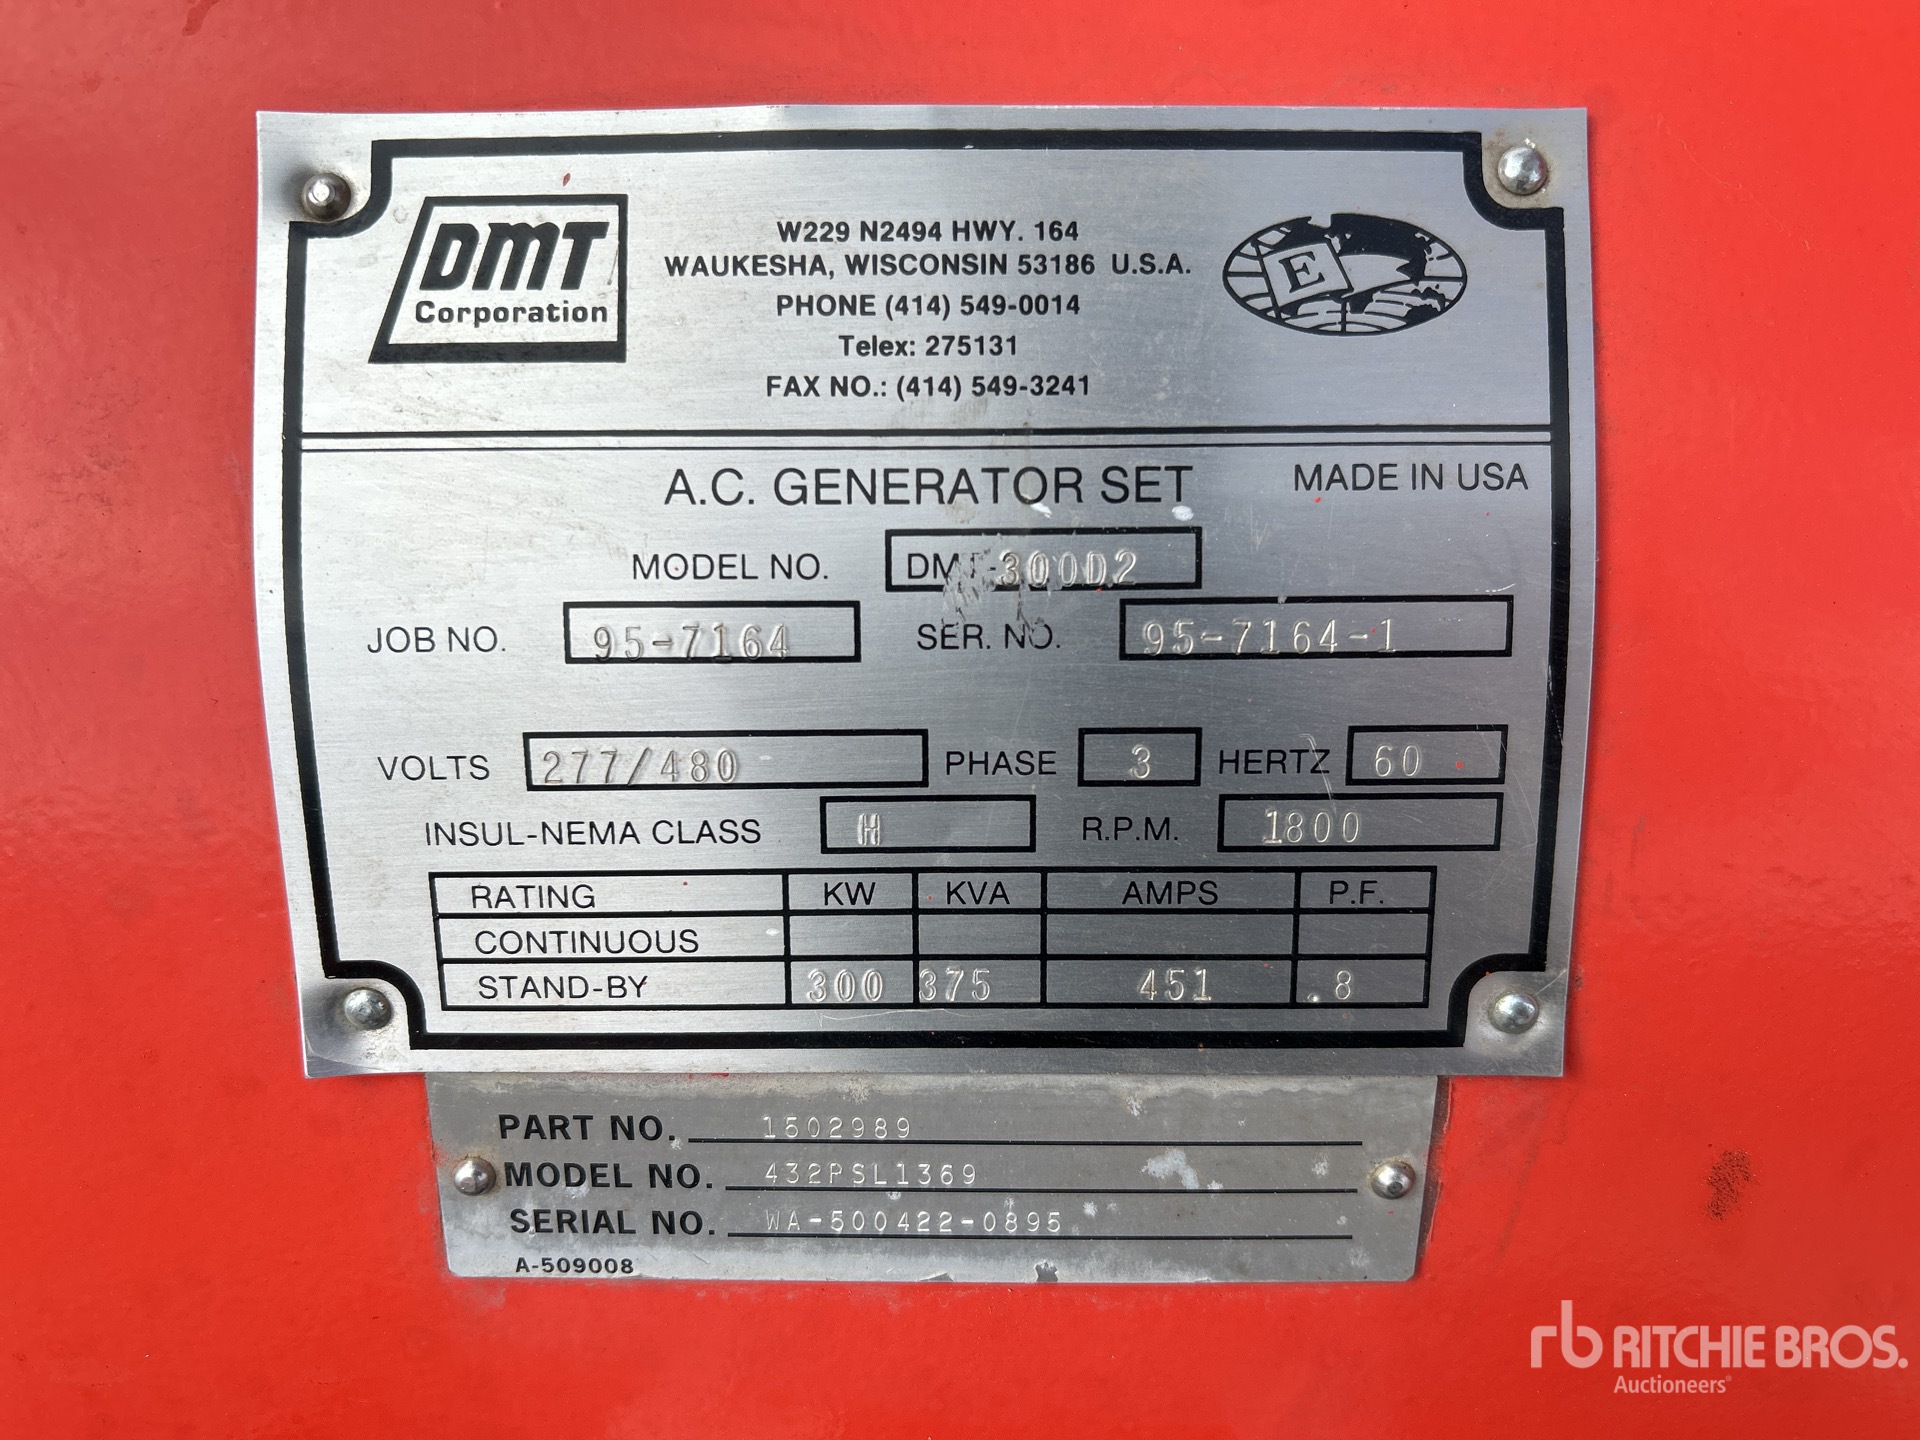 DMT
Corporation
W229 N2494 HWY. 164
WAUKESHA, WISCONSIN 53186 U.S.A.
PHONE (414) 549-0014
Telex: 275131
FAX NO.: (414) 549-3241
E
A.C. GENERATOR SET MADE IN USA
MODEL NO. DMT-300D2
JOB NO. 95-7164 SER. NO. 95-7164-1
VOLTS 277/480 PHASE 3 HERTZ 60
INSUL-NEMA CLASS H R.P.M. 1800
RATING KW KVA AMPS P.F.
CONTINUOUS
STAND-BY 300 375 451 .8
PART NO. 1502989
MODEL NO. 432PSL1369
SERIAL NO. WA-500422-0895
A-509008
rb RITCHIE BROS.
Auctioneers